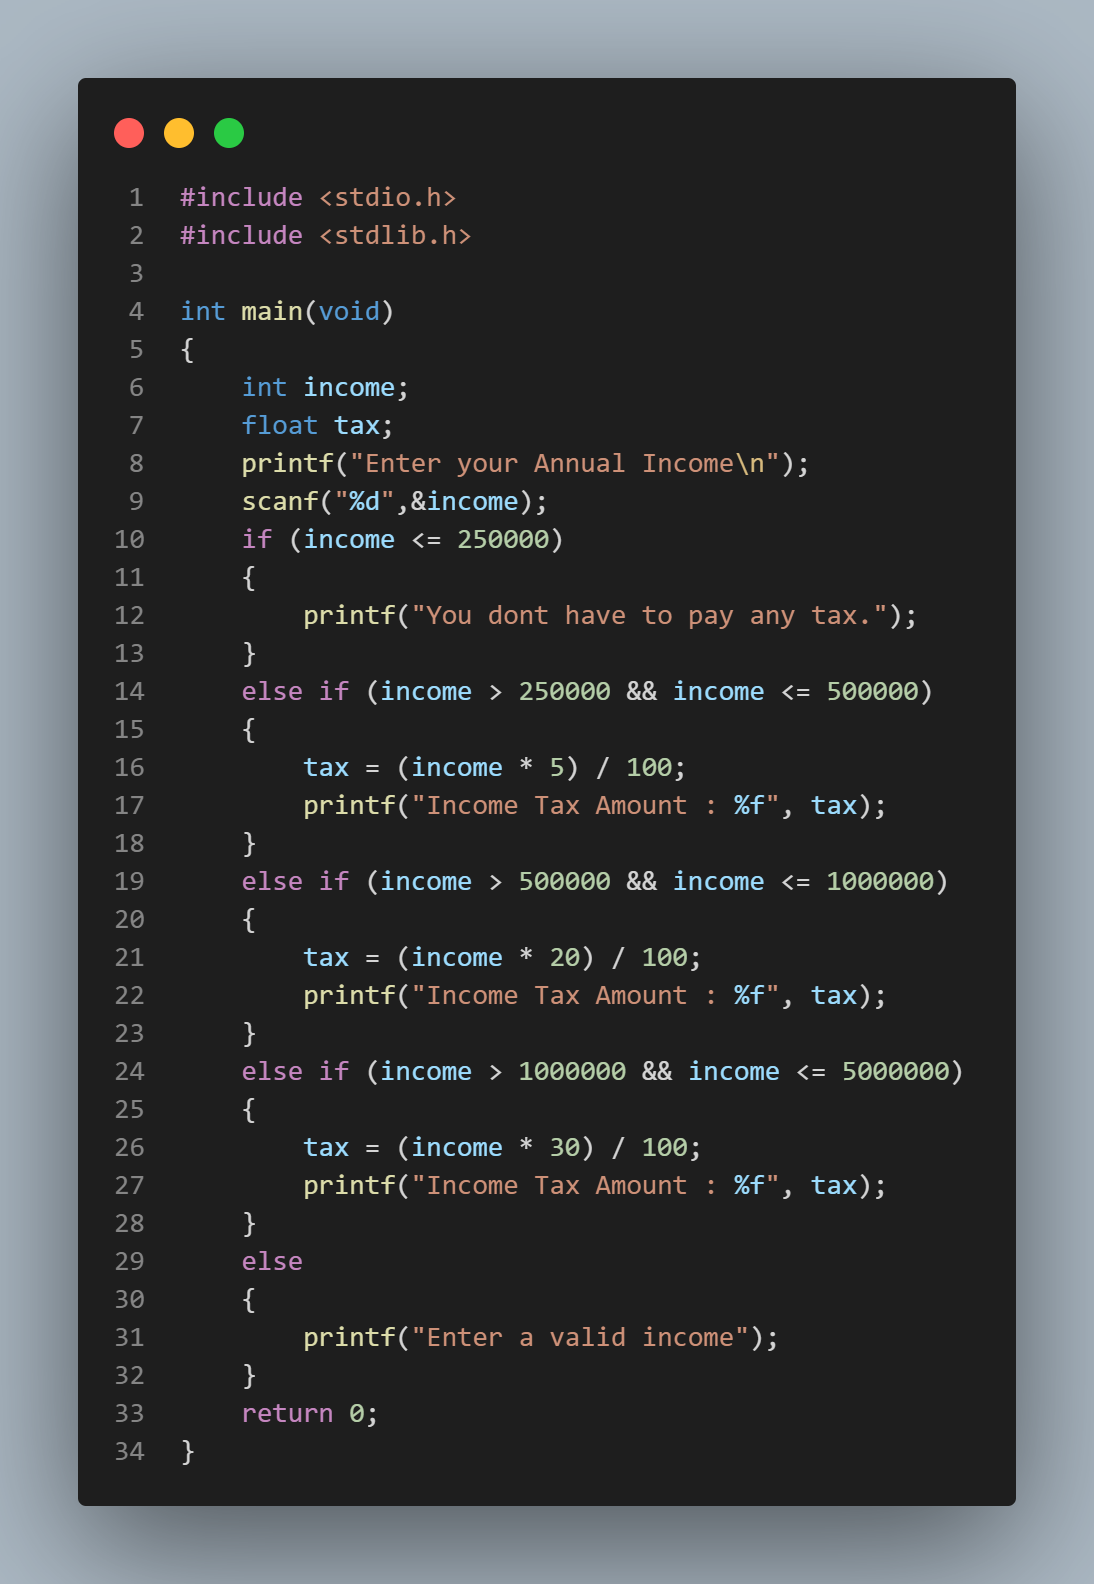 1 #include <stdio.h>
2 #include <stdlib.h>
3
4 int main(void)
5 {
6     int income;
7     float tax;
8     printf("Enter your Annual Income\n");
9     scanf("%d",&income);
10     if (income <= 250000)
11     {
12         printf("You dont have to pay any tax.");
13     }
14     else if (income > 250000 && income <= 500000)
15     {
16         tax = (income * 5) / 100;
17         printf("Income Tax Amount : %f", tax);
18     }
19     else if (income > 500000 && income <= 1000000)
20     {
21         tax = (income * 20) / 100;
22         printf("Income Tax Amount : %f", tax);
23     }
24     else if (income > 1000000 && income <= 5000000)
25     {
26         tax = (income * 30) / 100;
27         printf("Income Tax Amount : %f", tax);
28     }
29     else
30     {
31         printf("Enter a valid income");
32     }
33     return 0;
34 }